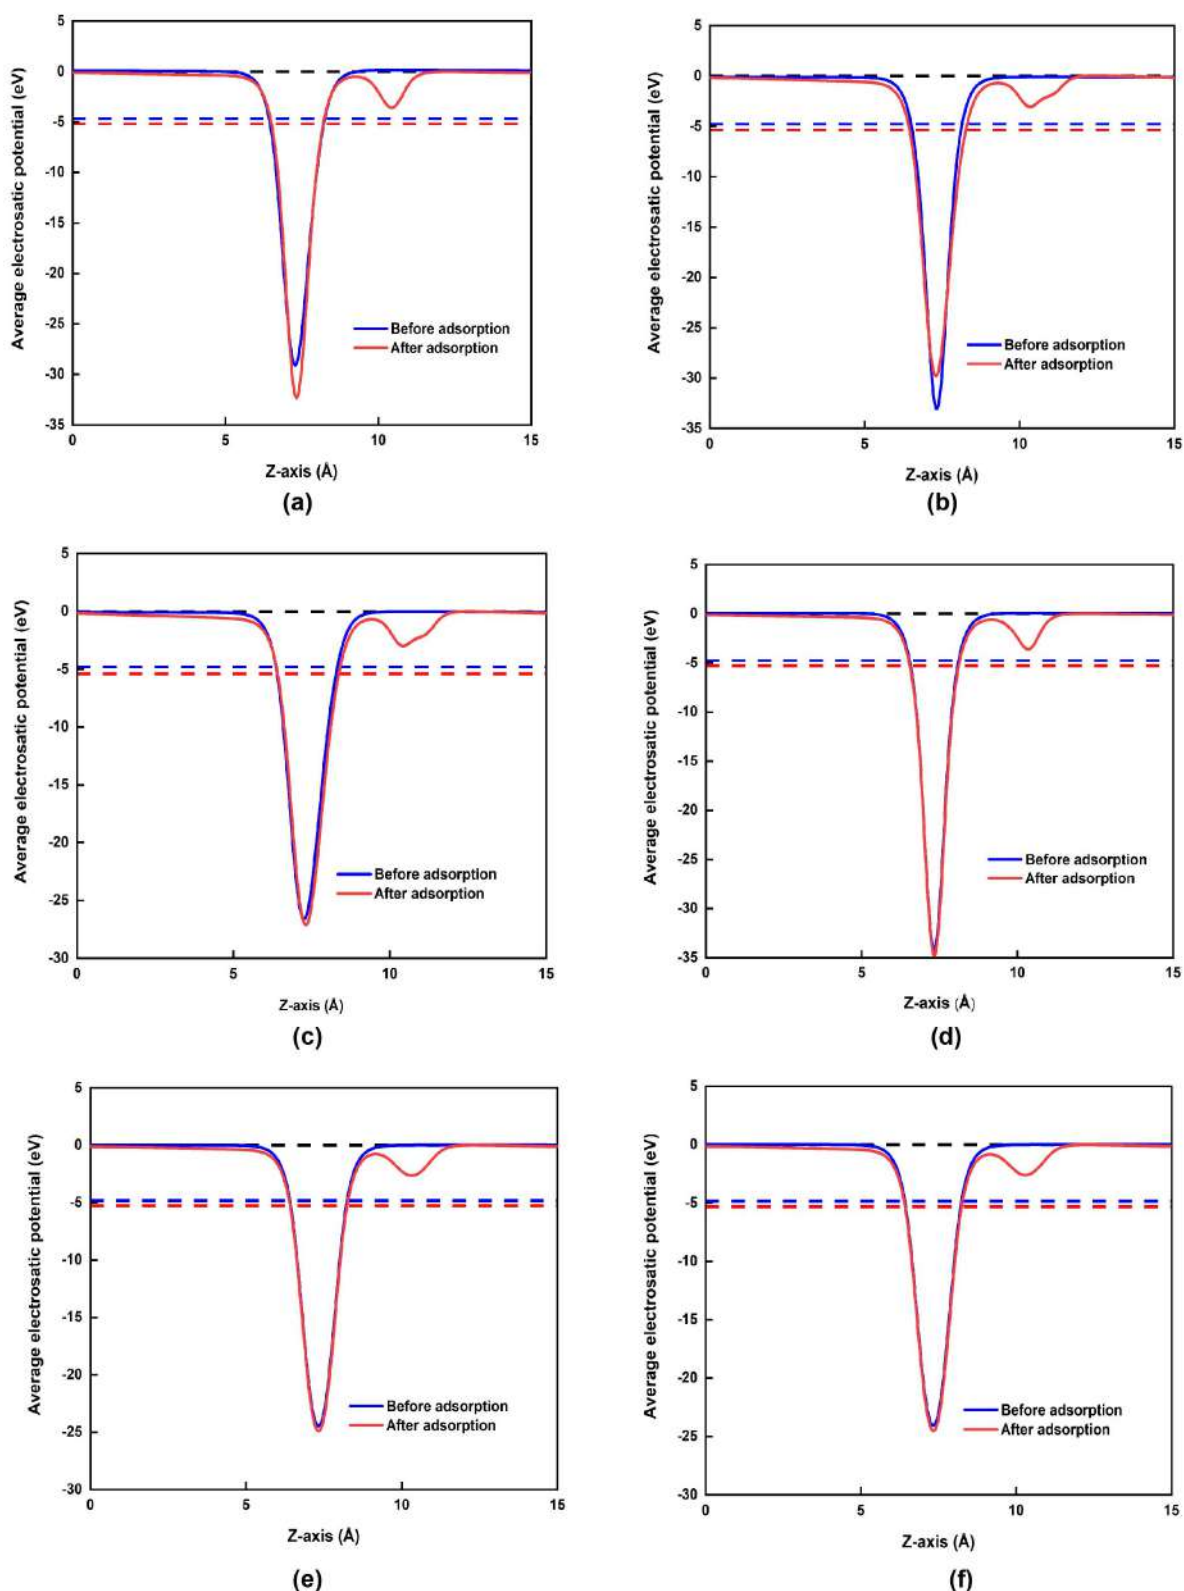 5
0
-5
-10
-15
-20
-25
-30
-35
Average electrosatic potential (eV)
Before adsorption
After adsorption
0 5 10 15
Z-axis (Å)
(a)
5
0
-5
-10
-15
-20
-25
-30
-35
Average electrosatic potential (eV)
Before adsorption
After adsorption
0 5 10 15
Z-axis (Å)
(b)
5
0
-5
-10
-15
-20
-25
-30
Average electrosatic potential (eV)
Before adsorption
After adsorption
0 5 10 15
Z-axis (Å)
(c)
5
0
-5
-10
-15
-20
-25
-30
-35
Average electrosatic potential (eV)
Before adsorption
After adsorption
0 5 10 15
Z-axis (Å)
(d)
5
0
-5
-10
-15
-20
-25
-30
Average electrosatic potential (eV)
Before adsorption
After adsorption
0 5 10 15
Z-axis (Å)
(e)
5
0
-5
-10
-15
-20
-25
-30
Average electrosatic potential (eV)
Before adsorption
After adsorption
0 5 10 15
Z-axis (Å)
(f)